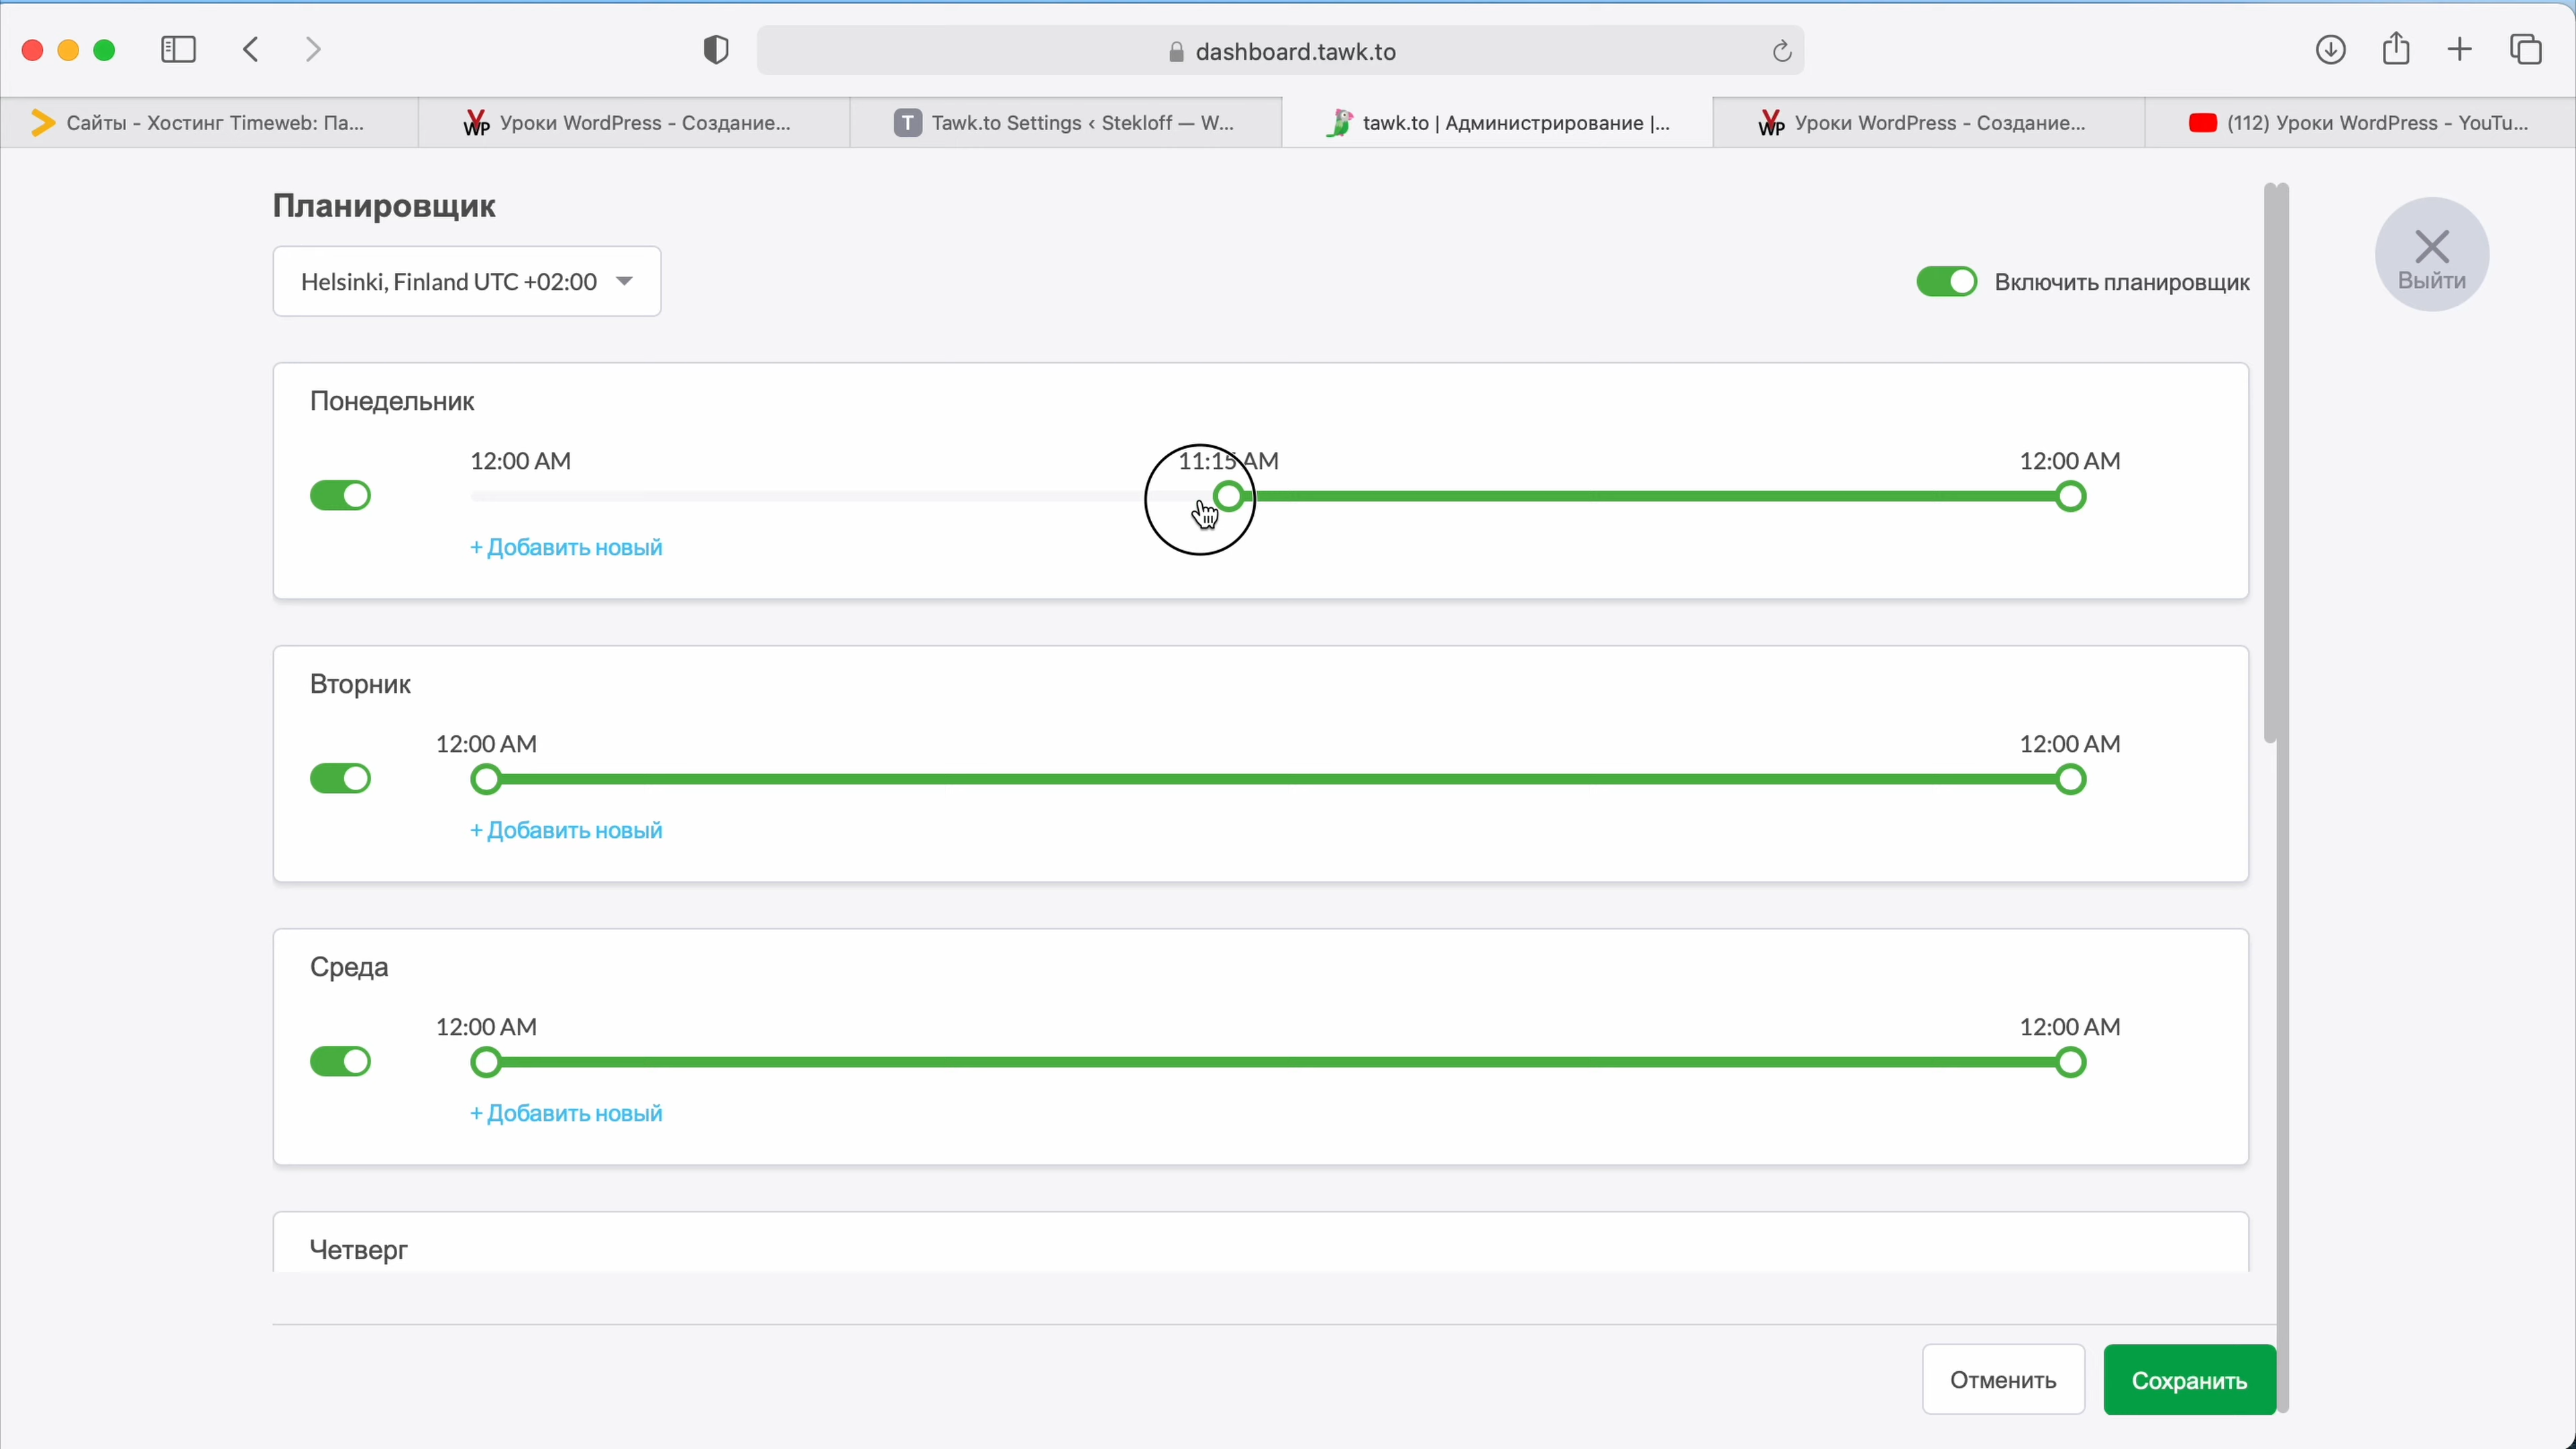 dashboard.tawk.to
Сайты - Хостинг Timeweb: Па...
Уроки WordPress - Создание...
T Tawk.to Settings ‹ Stekloff — W...
tawk.to | Администрирование |...
Уроки WordPress - Создание...
(112) Уроки WordPress - YouTu...
Планировщик
Helsinki, Finland UTC +02:00
Включить планировщик
Выйти
Понедельник
12:00 AM 11:15 AM 12:00 AM
+ Добавить новый
Вторник
12:00 AM 12:00 AM
+ Добавить новый
Среда
12:00 AM 12:00 AM
+ Добавить новый
Четверг
Отменить Сохранить